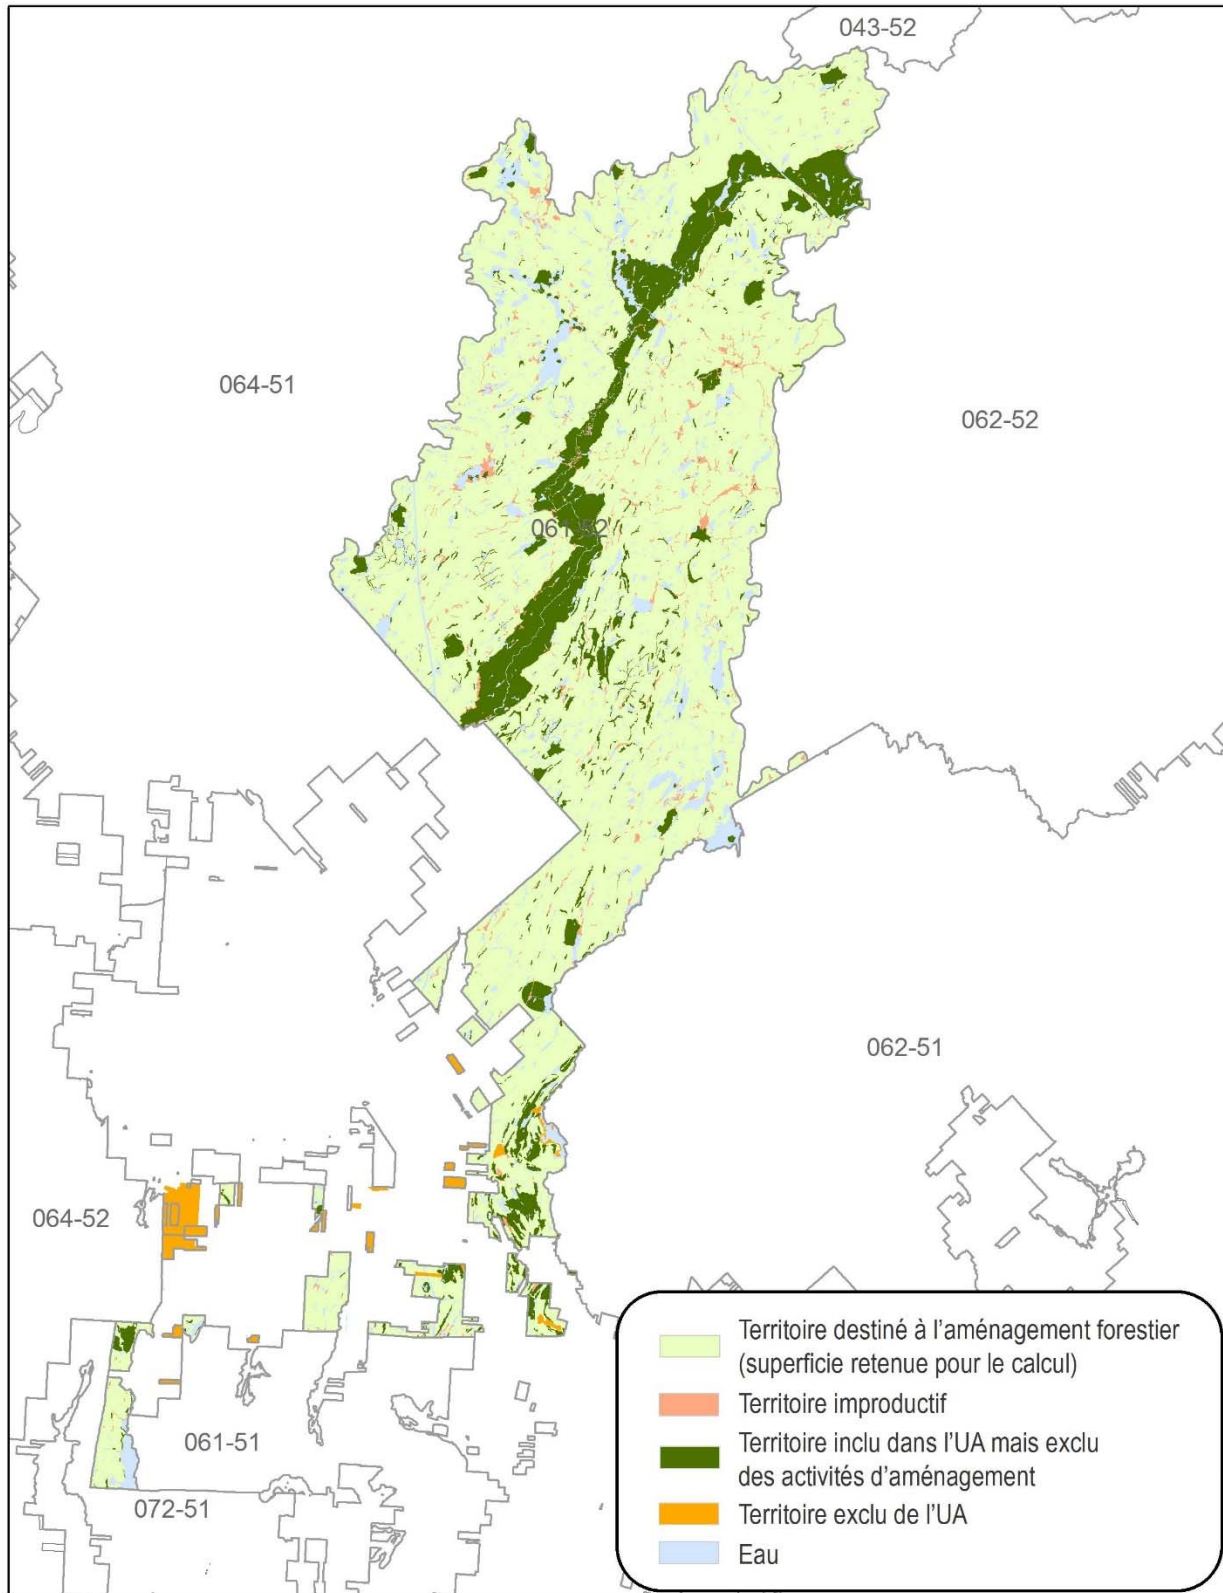 043-52
064-51
062-52
061-52
062-51
064-52
061-51
072-51
Territoire destiné à l'aménagement forestier
(superficie retenue pour le calcul)
Territoire improductif
Territoire inclu dans l'UA mais exclu
des activités d'aménagement
Territoire exclu de l'UA
Eau